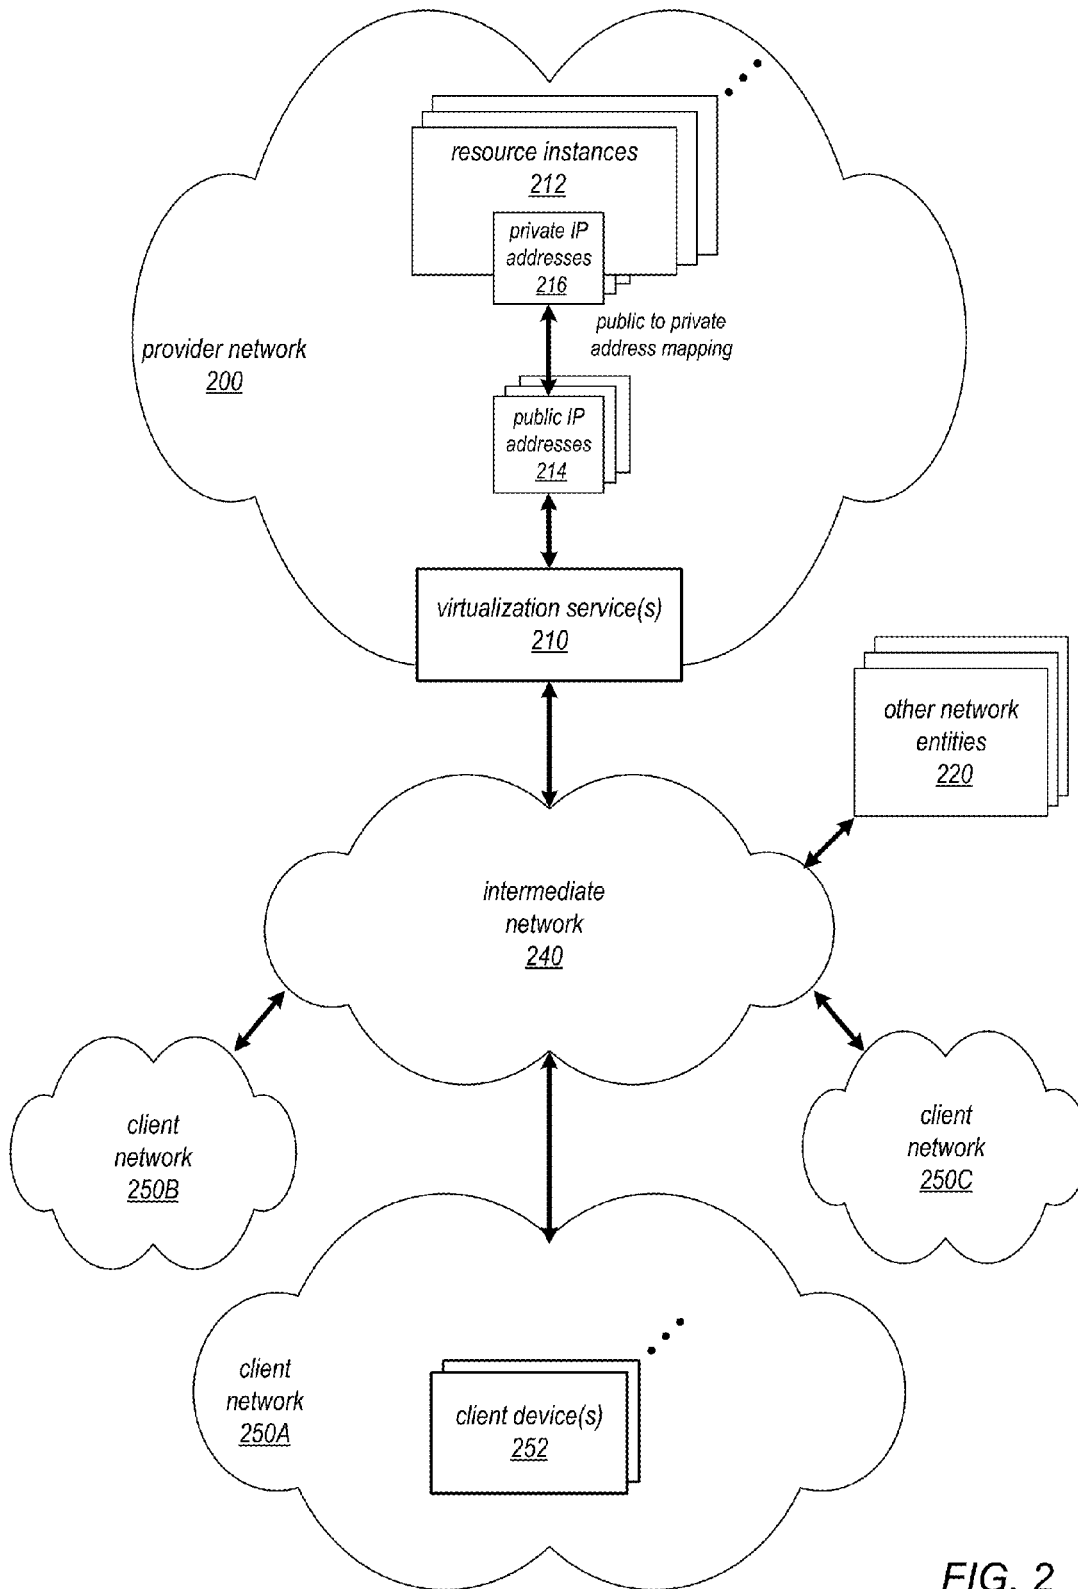 resource instances
212
private IP
addresses
216
public to private
address mapping
provider network
200
public IP
addresses
214
virtualization service(s)
210
other network
entities
220
intermediate
network
240
client
network
250B
client
network
250C
client
network
250A
client device(s)
252
FIG. 2